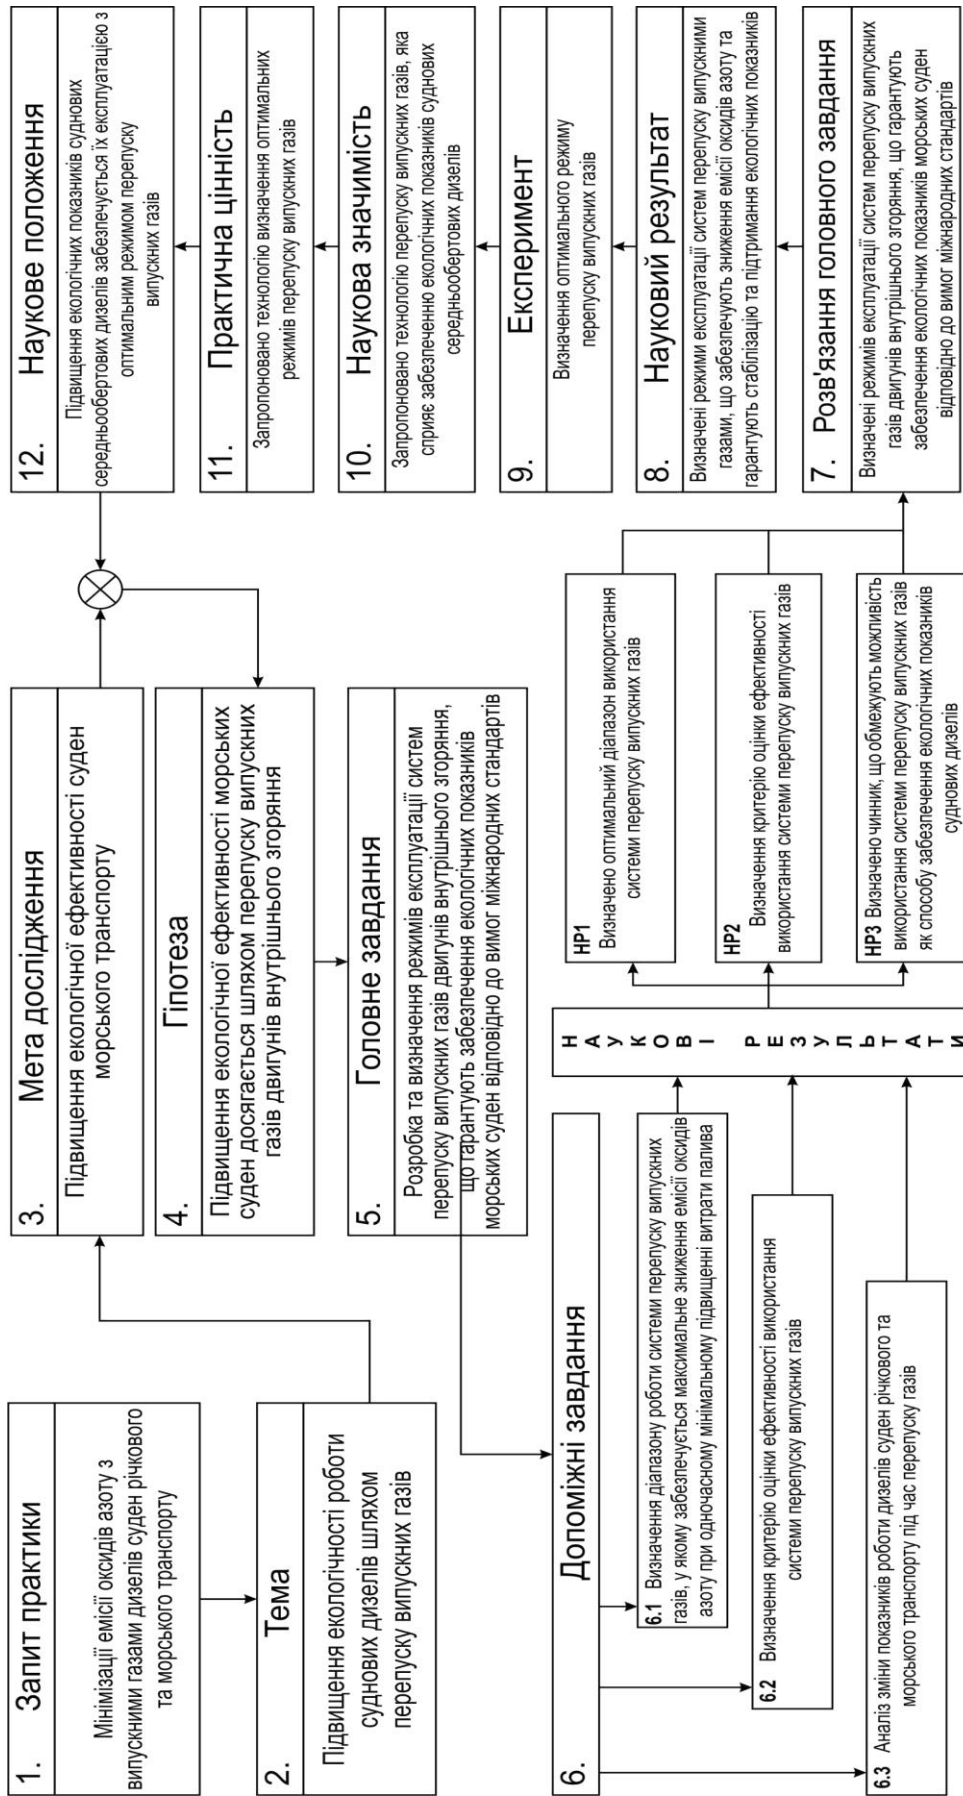 1. Запит практики
Мінімізації емісії оксидів азоту з
випускними газами дизелів суден річкового
та морського транспорту
2. Тема
Підвищення екологічності роботи
суднових дизелів шляхом
перепуску випускних газів
3. Мета дослідження
Підвищення екологічної ефективності суден
морського транспорту
4. Гіпотеза
Підвищення екологічної ефективності морських
суден досягається шляхом перепуску випускних
газів двигунів внутрішнього згоряння
5. Головне завдання
Розробка та визначення режимів експлуатації систем
перепуску випускних газів двигунів внутрішнього згоряння,
що гарантують забезпечення екологічних показників
морських суден відповідно до вимог міжнародних стандартів
6. Допоміжні завдання
6.1 Визначення діапазону роботи системи перепуску випускних
газів, у якому забезпечується максимальне зниження емісії оксидів
азоту при одночасному мінімальному підвищенні витрати палива
6.2 Визначення критерію оцінки ефективності використання
системи перепуску випускних газів
6.3 Аналіз зміни показників роботи дизелів суден річкового та
морського транспорту під час перепуску газів
НАУКОВІ РЕЗУЛЬТАТИ
НР1
Визначено оптимальний діапазон використання
системи перепуску випускних газів
НР2
Визначення критерію оцінки ефективності
використання системи перепуску випускних газів
НР3 Визначено чинник, що обмежують можливість
використання системи перепуску випускних газів
як способу забезпечення екологічних показників
суднових дизелів
7. Розв'язання головного завдання
Визначені режимів експлуатації систем перепуску випускних
газів двигунів внутрішнього згоряння, що гарантують
забезпечення екологічних показників морських суден
відповідно до вимог міжнародних стандартів
8. Науковий результат
Визначені режими експлуатації систем перепуску випускними
газами, що забезпечують зниження емісії оксидів азоту та
гарантують стабілізацію та підтримання екологічних показників
9. Експеримент
Визначення оптимального режиму
перепуску випускних газів
10. Наукова значимість
Запропоновано технологію перепуску випускних газів, яка
сприяє забезпеченню екологічних показників суднових
середньообертових дизелів
11. Практична цінність
Запропоновано технологію визначення оптимальних
режимів перепуску випускних газів
12. Наукове положення
Підвищення екологічних показників суднових
середньообертових дизелів забезпечується їх експлуатацією з
оптимальним режимом перепуску
випускних газів